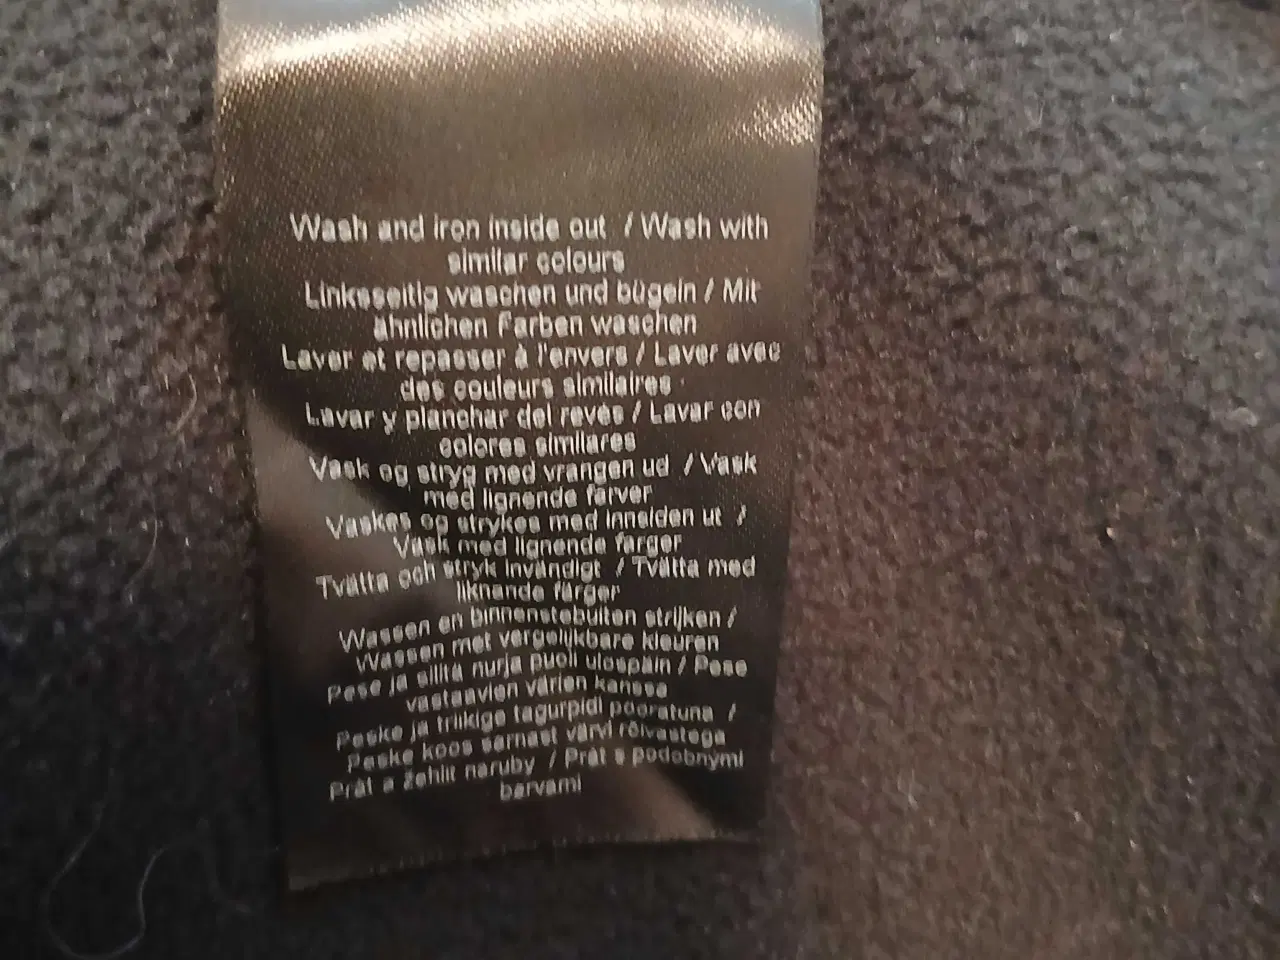 Wash and iron inside out / Wash with
similar colours
Linksseitig waschen und bügeln / Mit
ähnlichen Farben waschen
Laver et repasser à l'envers / Laver avec
des couleurs similaires
Lavar y planchar del revés / Lavar con
colores similares
Vask og stryg med vrangen ud / Vask
med lignende farver
Vaskes og strykes med innsiden ut /
Vask med lignende farger
Tvätta och stryk invändigt / Tvätta med
liknande färger
Wassen en binnenstebuiten strijken /
Wassen met vergelijkbare kleuren
Pese ja silitä nurja puoli ulospäin / Pese
vastaavien värien kanssa
Peske ja triikige tagurpidi pööratuna /
Peske koos sarnast värvi rõivastega
Prát a žehlit naruby / Prát s podobnými
barvami